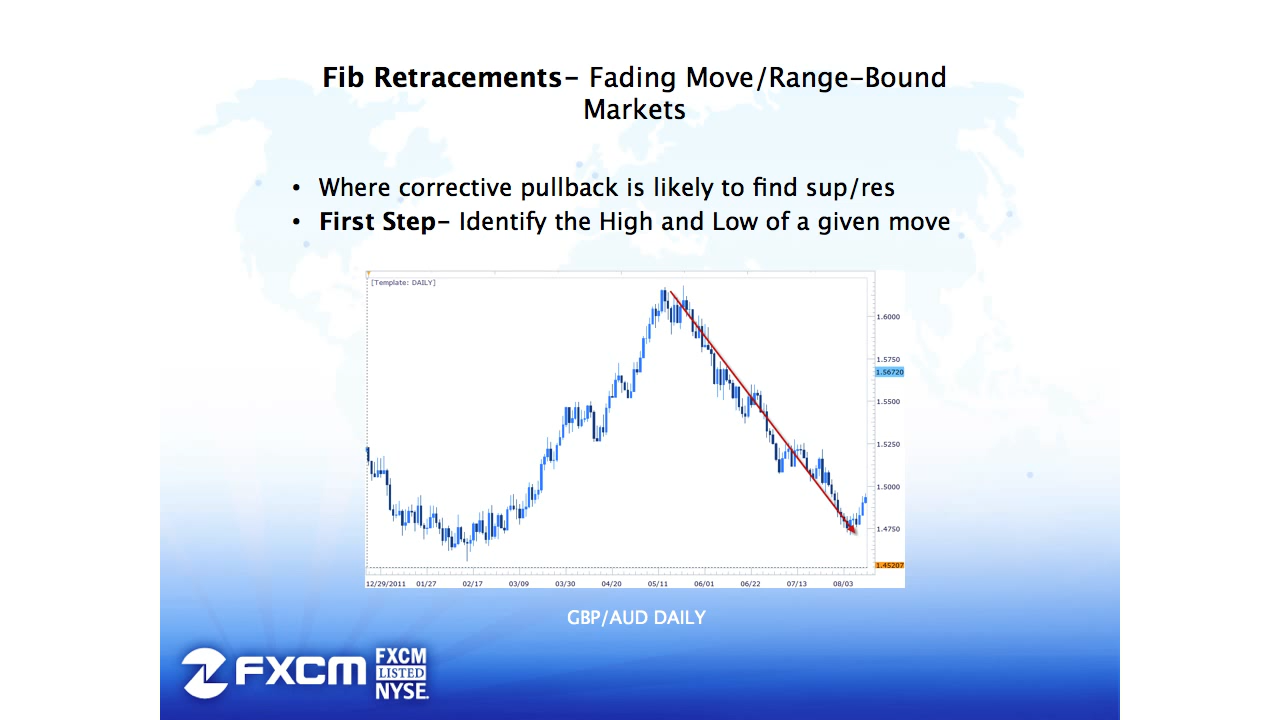 Fib Retracements– Fading Move/Range–Bound
Markets
• Where corrective pullback is likely to find sup/res
• First Step– Identify the High and Low of a given move
[Template: DAILY]
1.6000
1.5750
1.56720
1.5500
1.5250
1.5000
1.4750
1.45207
12/29/2011 01/27 02/17 03/09 03/30 04/20 05/11 06/01 06/22 07/13 08/03
GBP/AUD DAILY
FXCM
FXCM
LISTED
NYSE.